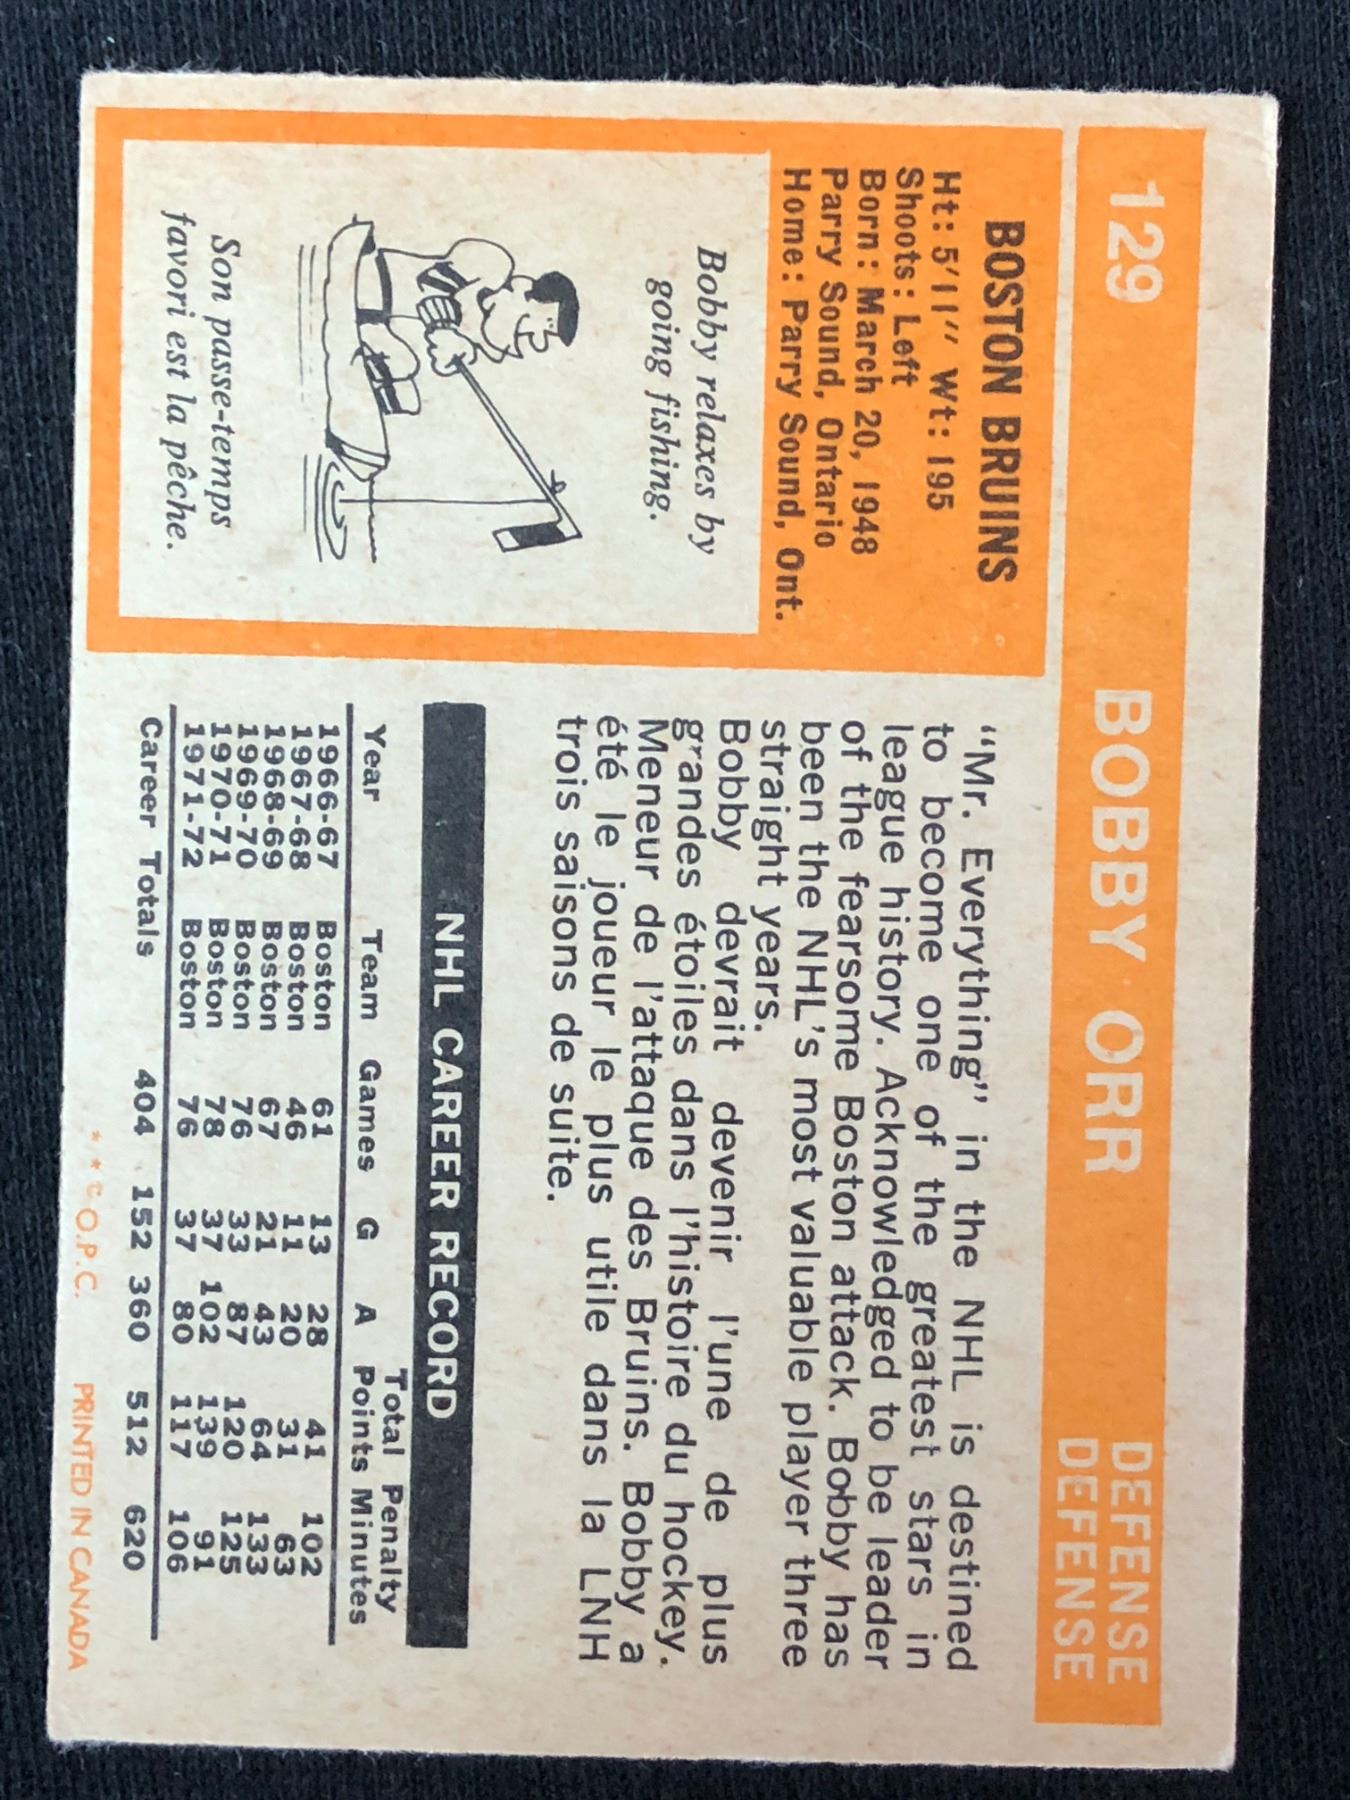 129 BOBBY ORR DEFENSE
DEFENSE
BOSTON BRUINS
Ht: 5'11" Wt: 195
Shoots: Left
Born: March 20, 1948
Parry Sound, Ontario
Home: Parry Sound, Ont.
Bobby relaxes by
going fishing.
Son passe-temps
favori est la pêche.
"Mr. Everything" in the NHL is destined
to become one of the greatest stars in
league history. Acknowledged to be leader
of the fearsome Boston attack. Bobby has
been the NHL's most valuable player three
straight years.
Bobby devrait devenir l'une de plus
grandes étoiles dans l'histoire du hockey.
Meneur de l'attaque des Bruins. Bobby a
été le joueur le plus utile dans la LNH
trois saisons de suite.
NHL CAREER RECORD
Total Penalty
Year Team Games G A Points Minutes
1966-67 Boston 61 13 28 41 102
1967-68 Boston 46 11 20 31 63
1968-69 Boston 67 21 43 64 133
1969-70 Boston 76 33 87 120 125
1970-71 Boston 78 37 102 139 91
1971-72 Boston 76 37 80 117 106
Career Totals 404 152 360 512 620
* * © O.P.C. PRINTED IN CANADA